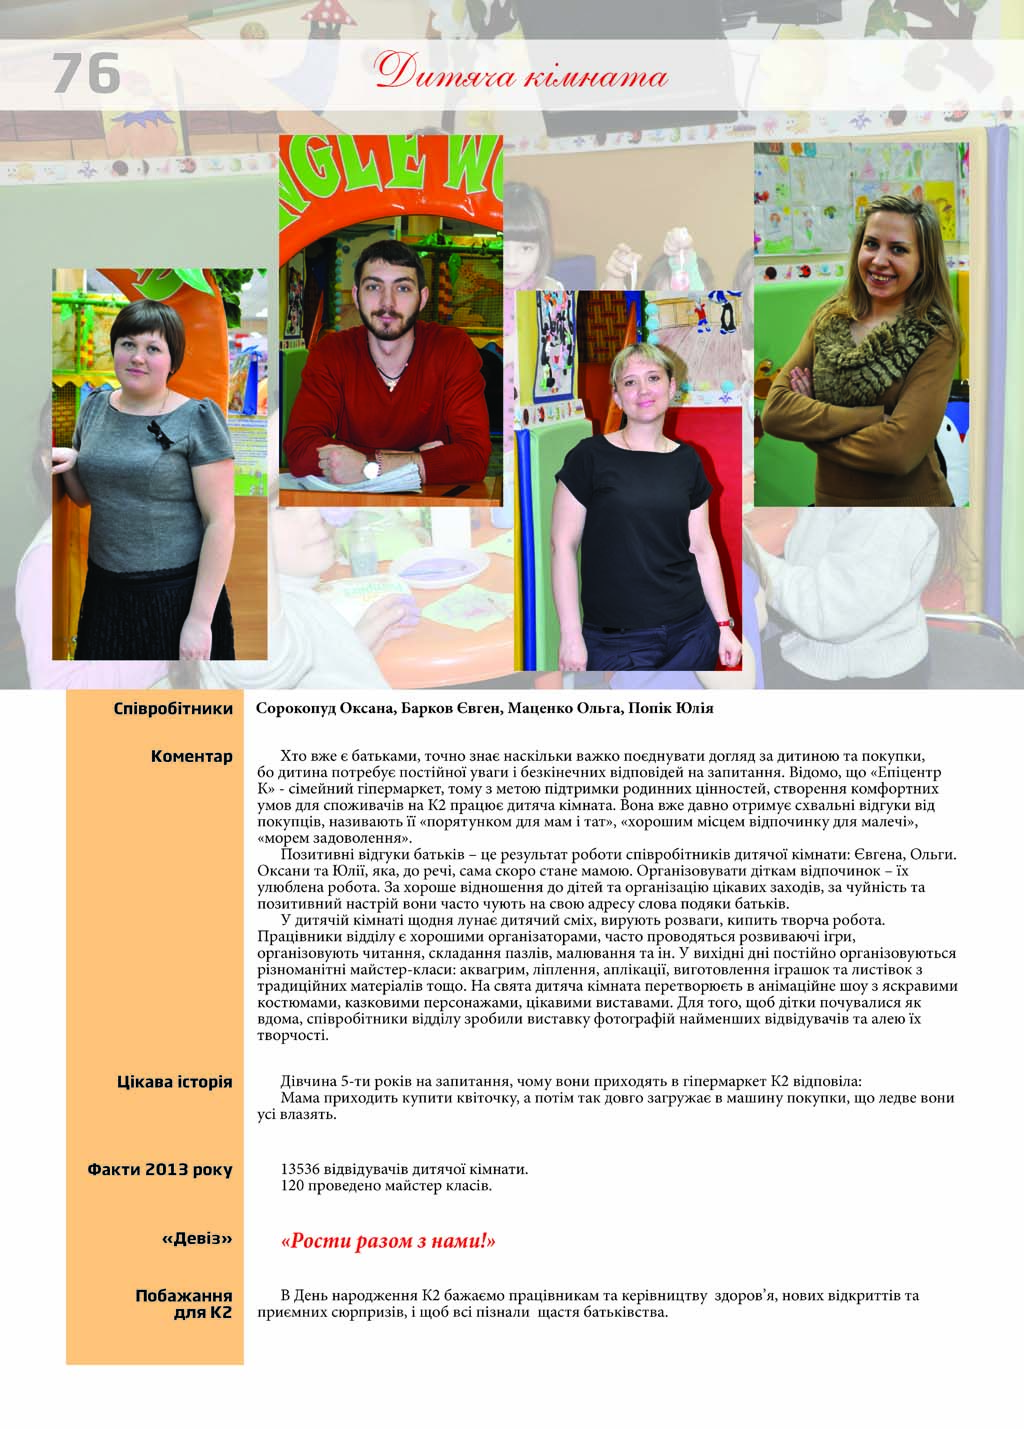 76
Дитяча кімната
NGLE W
Співробітники
Сорокопуд Оксана, Барков Євген, Маценко Ольга, Попік Юлія
Коментар
Хто вже є батьками, точно знає наскільки важко поєднувати догляд за дитиною та покупки,
бо дитина потребує постійної уваги і безкінечних відповідей на запитання. Відомо, що «Епіцентр
К» - сімейний гіпермаркет, тому з метою підтримки родинних цінностей, створення комфортних
умов для споживачів на К2 працює дитяча кімната. Вона вже давно отримує схвальні відгуки від
покупців, називають її «порятунком для мам і тат», «хорошим місцем відпочинку для малечі»,
«морем задоволення».
Позитивні відгуки батьків – це результат роботи співробітників дитячої кімнати: Євгена, Ольги.
Оксани та Юлії, яка, до речі, сама скоро стане мамою. Організовувати діткам відпочинок – їх
улюблена робота. За хороше відношення до дітей та організацію цікавих заходів, за чуйність та
позитивний настрій вони часто чують на свою адресу слова подяки батьків.
У дитячій кімнаті щодня лунає дитячий сміх, вирують розваги, кипить творча робота.
Працівники відділу є хорошими організаторами, часто проводяться розвиваючі ігри,
організовують читання, складання пазлів, малювання та ін. У вихідні дні постійно організовуються
різноманітні майстер-класи: аквагрим, ліплення, аплікації, виготовлення іграшок та листівок з
традиційних матеріалів тощо. На свята дитяча кімната перетворюєть в анімаційне шоу з яскравими
костюмами, казковими персонажами, цікавими виставами. Для того, щоб дітки почувалися як
вдома, співробітники відділу зробили виставку фотографій найменших відвідувачів та алею їх
творчості.
Цікава історія
Дівчина 5-ти років на запитання, чому вони приходять в гіпермаркет К2 відповіла:
Мама приходить купити квіточку, а потім так довго загружає в машину покупки, що ледве вони
усі влазять.
Факти 2013 року
13536 відвідувачів дитячої кімнати.
120 проведено майстер класів.
«Девіз»
«Рости разом з нами!»
Побажання
для К2
В День народження К2 бажаємо працівникам та керівництву здоров’я, нових відкриттів та
приємних сюрпризів, і щоб всі пізнали щастя батьківства.